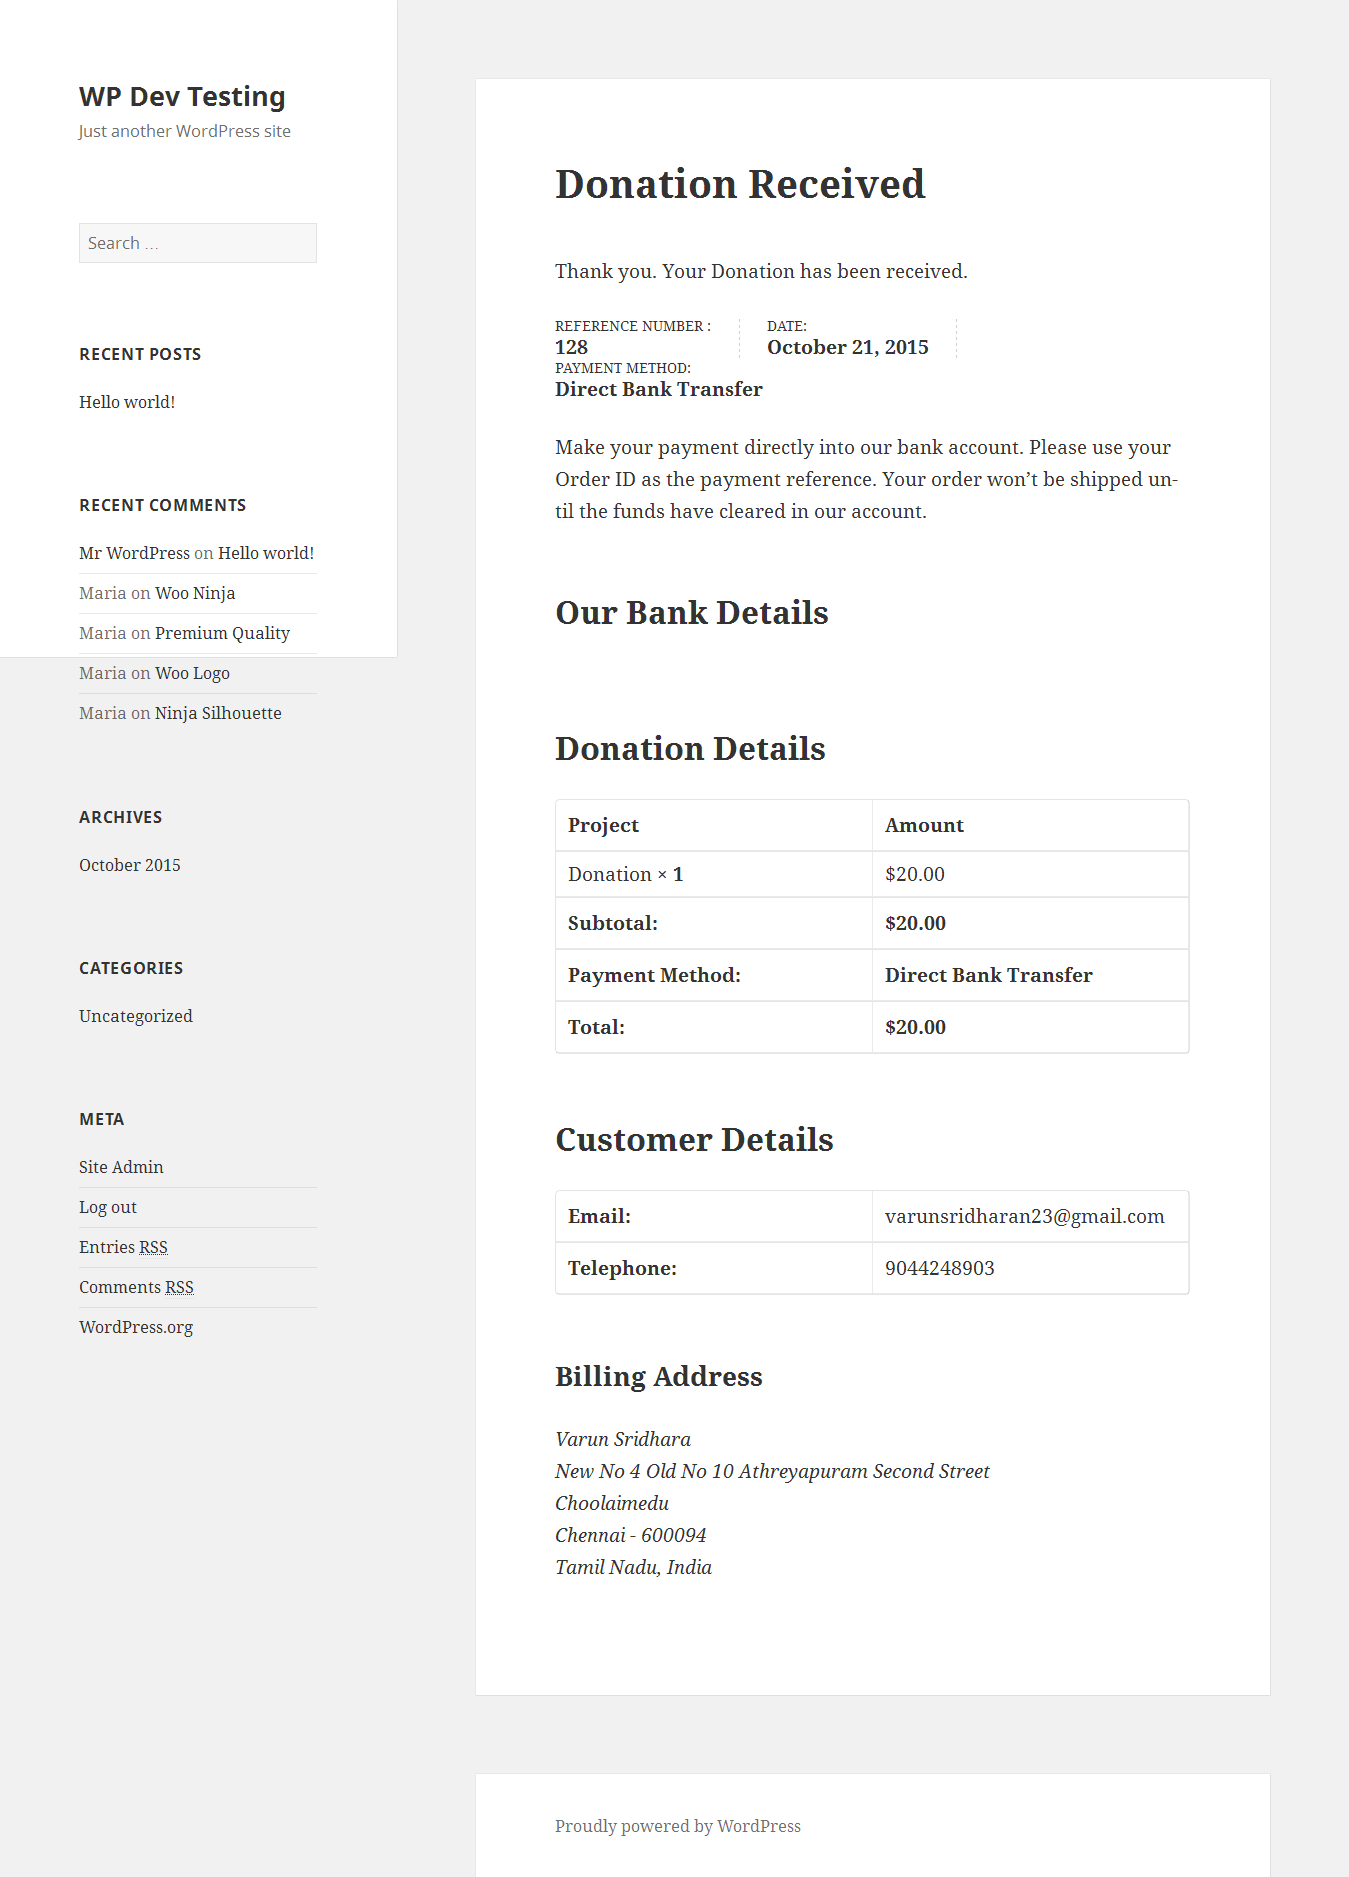 WP Dev Testing
Just another WordPress site
Search ...
RECENT POSTS
Hello world!
RECENT COMMENTS
Mr WordPress on Hello world!
Maria on Woo Ninja
Maria on Premium Quality
Maria on Woo Logo
Maria on Ninja Silhouette
ARCHIVES
October 2015
CATEGORIES
Uncategorized
META
Site Admin
Log out
Entries RSS
Comments RSS
WordPress.org
Donation Received
Thank you. Your Donation has been received.
REFERENCE NUMBER : DATE:
128 October 21, 2015
PAYMENT METHOD:
Direct Bank Transfer
Make your payment directly into our bank account. Please use your
Order ID as the payment reference. Your order won’t be shipped un-
til the funds have cleared in our account.
Our Bank Details
Donation Details
Project Amount
Donation × 1 $20.00
Subtotal: $20.00
Payment Method: Direct Bank Transfer
Total: $20.00
Customer Details
Email: varunsridharan23@gmail.com
Telephone: 9044248903
Billing Address
Varun Sridhara
New No 4 Old No 10 Athreyapuram Second Street
Choolaimedu
Chennai - 600094
Tamil Nadu, India
Proudly powered by WordPress